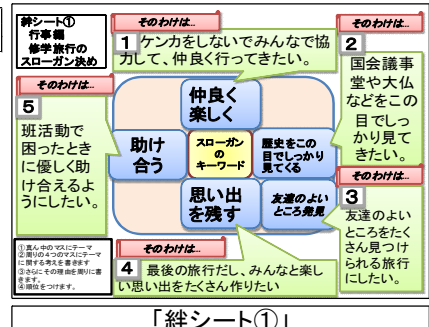 絆シート①
行事編
修学旅行の
スローガン決め
そのわけは…
1 ケンカをしないでみんなで協
力して、仲良く行ってきたい。
そのわけは…
2
国会議事
堂や大仏
などをこの
目でしっ
かり見て
きたい。
そのわけは…
5
班活動で
困ったとき
に優しく助
け合えるよ
うにしたい。
仲良く
楽しく
助け
合う
スローガン
の
キーワード
歴史をこの
目でしっかり
見てくる
思い出
を残す
友達のよい
ところ発見
そのわけは…
3
友達のよい
ところをたく
さん見つけ
られる旅行
にしたい。
そのわけは…
4 最後の旅行だし、みんなと楽し
い思い出をたくさん作りたい
①真ん中のマスにテーマ
②周りの4つのマスにテーマ
に関する考えを書きます
③さらにその理由を周りに書
きます。
④順位をつけます。
「絆シート①」